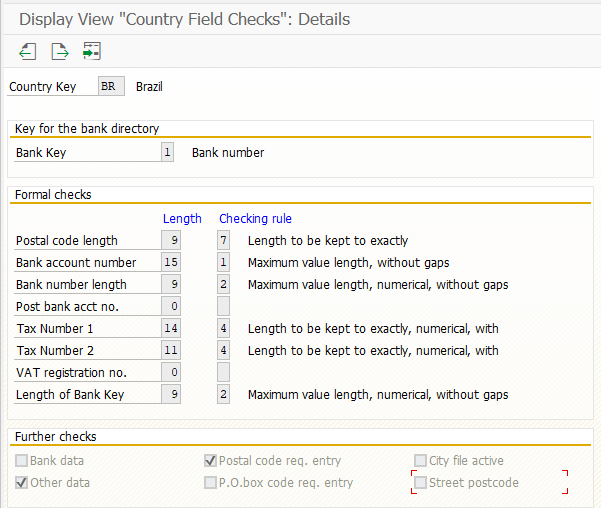 Display View "Country Field Checks": Details
Country Key BR Brazil
Key for the bank directory
Bank Key 1 Bank number
Formal checks
Length Checking rule
Postal code length 9 7 Length to be kept to exactly
Bank account number 15 1 Maximum value length, without gaps
Bank number length 9 2 Maximum value length, numerical, without gaps
Post bank acct no. 0
Tax Number 1 14 4 Length to be kept to exactly, numerical, with
Tax Number 2 11 4 Length to be kept to exactly, numerical, with
VAT registration no. 0
Length of Bank Key 9 2 Maximum value length, numerical, without gaps
Further checks
Bank data Postal code req. entry City file active
Other data P.O.box code req. entry Street postcode